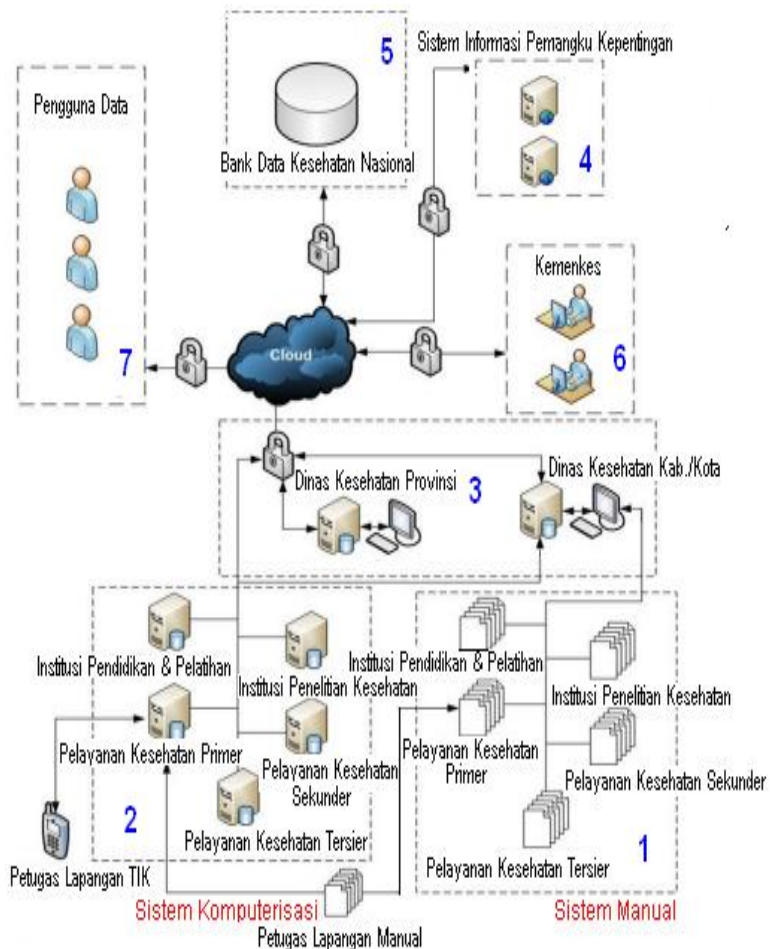 5
Sistem Informasi Pemangku Kepentingan
Pengguna Data
Bank Data Kesehatan Nasional
4
Kemenkes
Cloud
7
6
Dinas Kesehatan Provinsi
3
Dinas Kesehatan Kab./Kota
Institusi Pendidikan & Pelatihan
Institusi Penelitian Kesehatan
Pelayanan Kesehatan Primer
Pelayanan Kesehatan
Sekunder
2
Pelayanan Kesehatan Tersier
Petugas Lapangan TIK
Sistem Komputerisasi
Petugas Lapangan Manual
Institusi Pendidikan & Pelatihan
Institusi Penelitian Kesehatan
Pelayanan Kesehatan
Primer
Pelayanan Kesehatan Sekunder
1
Pelayanan Kesehatan Tersier
Sistem Manual